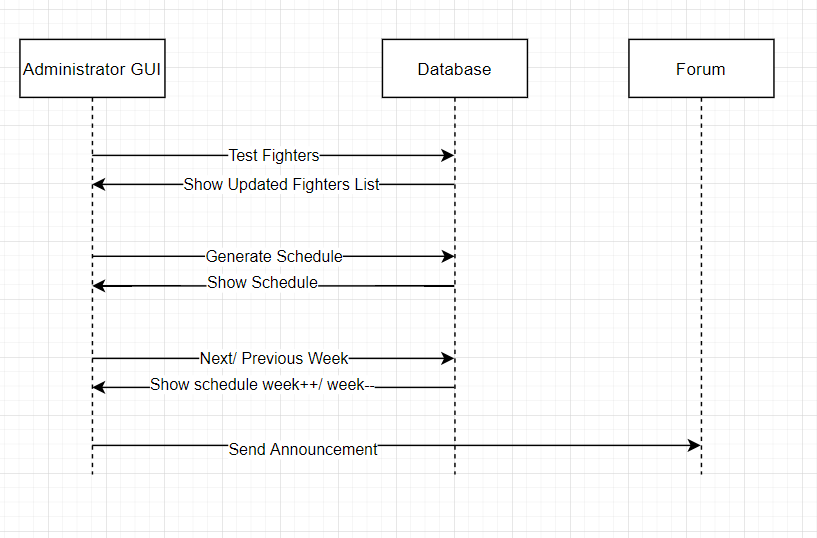 Administrator GUI
Database
Forum
Test Fighters
Show Updated Fighters List
Generate Schedule
Show Schedule
Next/ Previous Week
Show schedule week++/ week--
Send Announcement